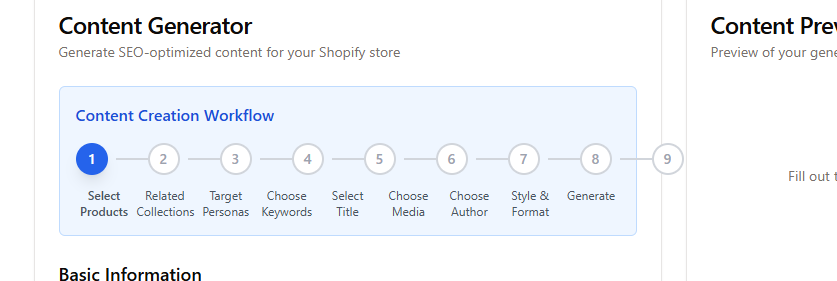 Content Generator
Generate SEO-optimized content for your Shopify store
Content Creation Workflow
1 2 3 4 5 6 7 8 9
Select Products
Related Collections
Target Personas
Choose Keywords
Select Title
Choose Media
Choose Author
Style & Format
Generate
Basic Information
Content Prev
Preview of your gene
Fill out t